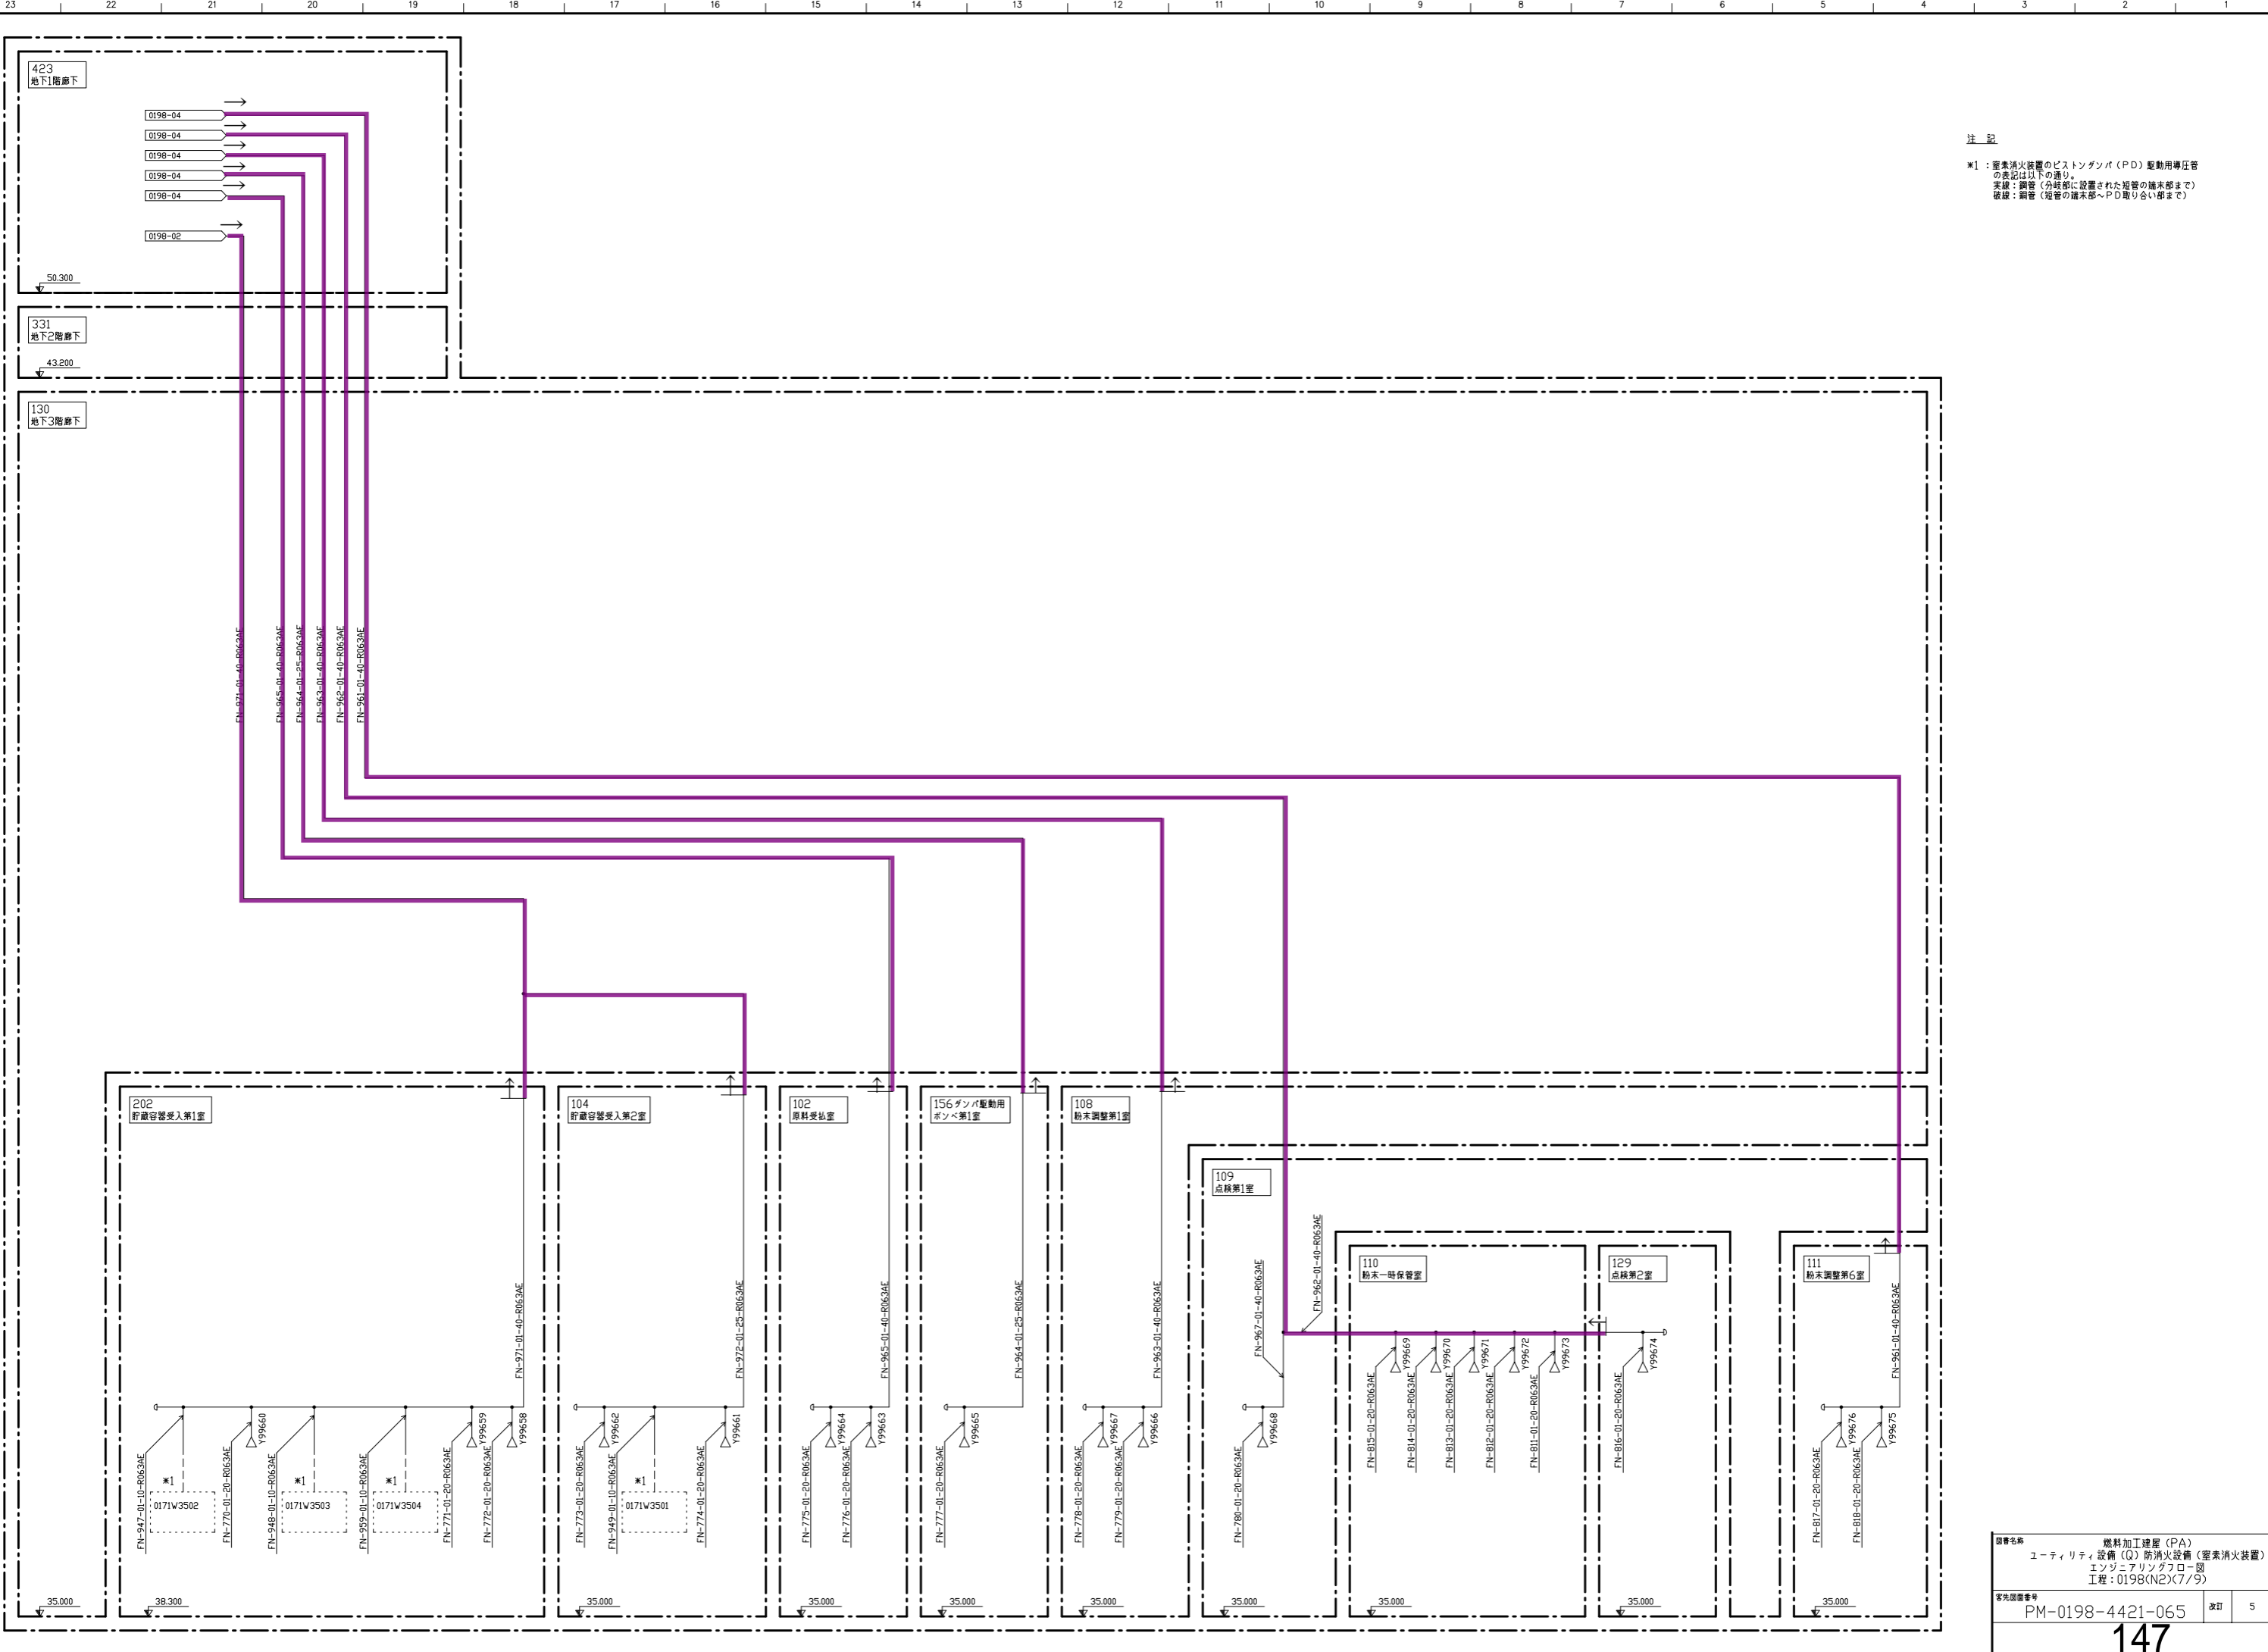 23 22 21 20 19 18 17 16 15 14 13 12 11 10 9 8 7 6 5 4 3 2 1
423
地下1階廊下
0198-04
0198-04
0198-04
0198-04
0198-04
0198-02
50.300
331
地下2階廊下
43.200
130
地下3階廊下
注 記
※1 :窒素消火装置のピストンダンパ(PD)駆動用導圧管
の表記は以下の通り。
実線:鋼管(分岐部に設置された短管の端末部まで)
破線:銅管(短管の端末部~PD取り合い部まで)
FN-971-01-40-R063AE
FN-965-01-40-R063AE
FN-964-01-25-R063AE
FN-963-01-40-R063AE
FN-962-01-40-R063AE
FN-961-01-40-R063AE
202
貯蔵容器受入第1室
FN-971-01-40-R063AE
FN-947-01-10-R063AE
※1
0171W3502
FN-770-01-20-R063AE
Y99660
FN-948-01-10-R063AE
※1
0171W3503
FN-959-01-10-R063AE
※1
0171W3504
FN-771-01-20-R063AE
Y99659
FN-772-01-20-R063AE
Y99658
38.300
104
貯蔵容器受入第2室
FN-972-01-25-R063AE
FN-773-01-20-R063AE
Y99662
FN-949-01-10-R063AE
※1
0171W3501
FN-774-01-20-R063AE
Y99661
35.000
102
原料受払室
FN-965-01-40-R063AE
FN-775-01-20-R063AE
Y99664
FN-776-01-20-R063AE
Y99663
35.000
156ダンパ駆動用
ボンベ第1室
FN-964-01-25-R063AE
FN-777-01-20-R063AE
Y99665
35.000
108
粉末調整第1室
FN-963-01-40-R063AE
FN-778-01-20-R063AE
Y99667
FN-779-01-20-R063AE
Y99666
35.000
109
点検第1室
FN-967-01-40-R063AE
FN-962-01-40-R063AE
FN-780-01-20-R063AE
Y99668
35.000
110
粉末一時保管室
FN-815-01-20-R063AE
Y99669
FN-814-01-20-R063AE
Y99670
FN-813-01-20-R063AE
Y99671
FN-812-01-20-R063AE
Y99672
FN-811-01-20-R063AE
Y99673
35.000
129
点検第2室
FN-816-01-20-R063AE
Y99674
35.000
111
粉末調整第6室
FN-961-01-40-R063AE
FN-817-01-20-R063AE
Y99676
FN-818-01-20-R063AE
Y99675
35.000
35.000
図書名称
燃料加工建屋(PA)
ユーティリティ設備(Q)防消火設備(窒素消火装置)
エンジニアリングフロー図
工程:0198(N2)(7/9)
客先図面番号
PM-0198-4421-065
改訂
5
147